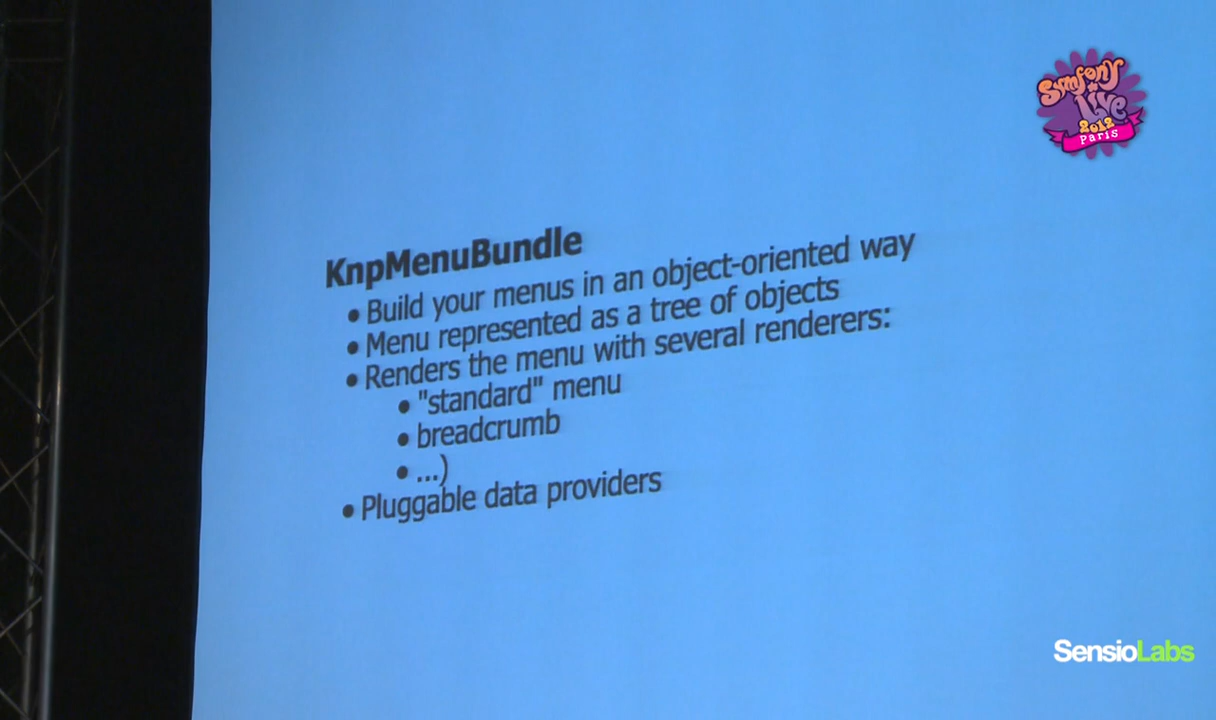 Symfony
Live
2012
Paris
KnpMenuBundle
• Build your menus in an object-oriented way
• Menu represented as a tree of objects
• Renders the menu with several renderers:
• "standard" menu
• breadcrumb
• ...)
• Pluggable data providers
SensioLabs